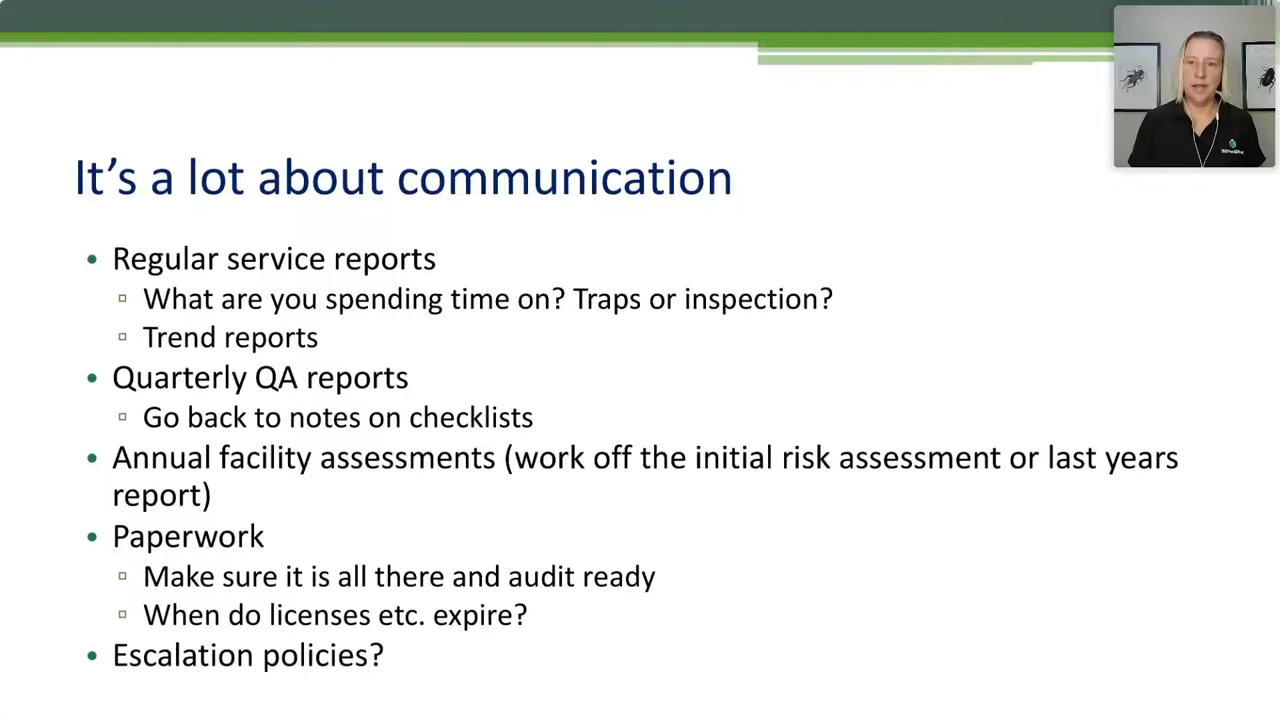 It's a lot about communication
• Regular service reports
▫ What are you spending time on? Traps or inspection?
▫ Trend reports
• Quarterly QA reports
▫ Go back to notes on checklists
• Annual facility assessments (work off the initial risk assessment or last years
report)
• Paperwork
▫ Make sure it is all there and audit ready
▫ When do licenses etc. expire?
• Escalation policies?